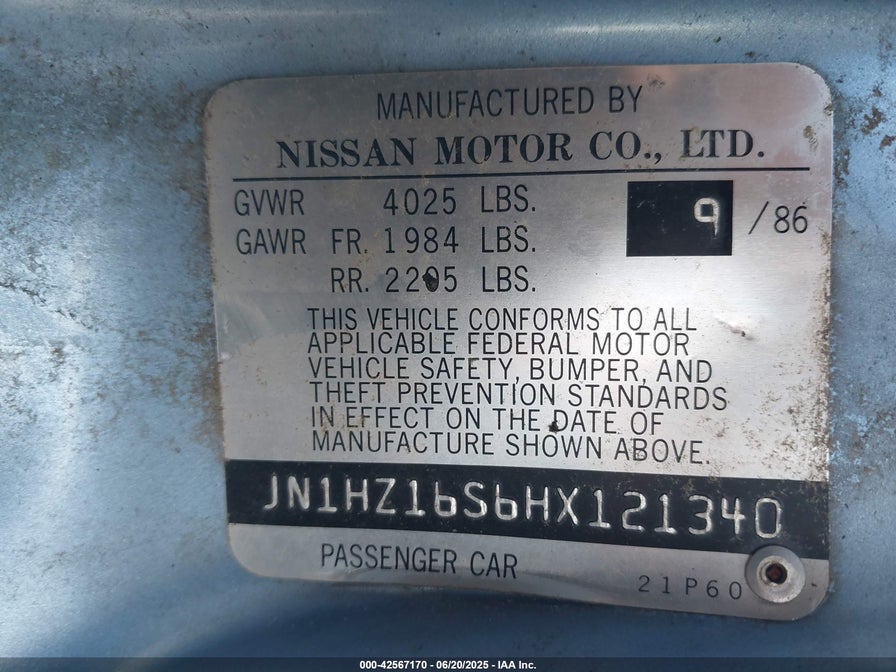 MANUFACTURED BY
NISSAN MOTOR CO., LTD.
GVWR 4025 LBS. 9 /86
GAWR FR. 1984 LBS.
RR. 2205 LBS.
THIS VEHICLE CONFORMS TO ALL
APPLICABLE FEDERAL MOTOR
VEHICLE SAFETY, BUMPER, AND
THEFT PREVENTION STANDARDS
IN EFFECT ON THE DATE OF
MANUFACTURE SHOWN ABOVE.
JN1HZ16S6HX121340
PASSENGER CAR
21P60
000-42567170 - 06/20/2025 - IAA Inc.